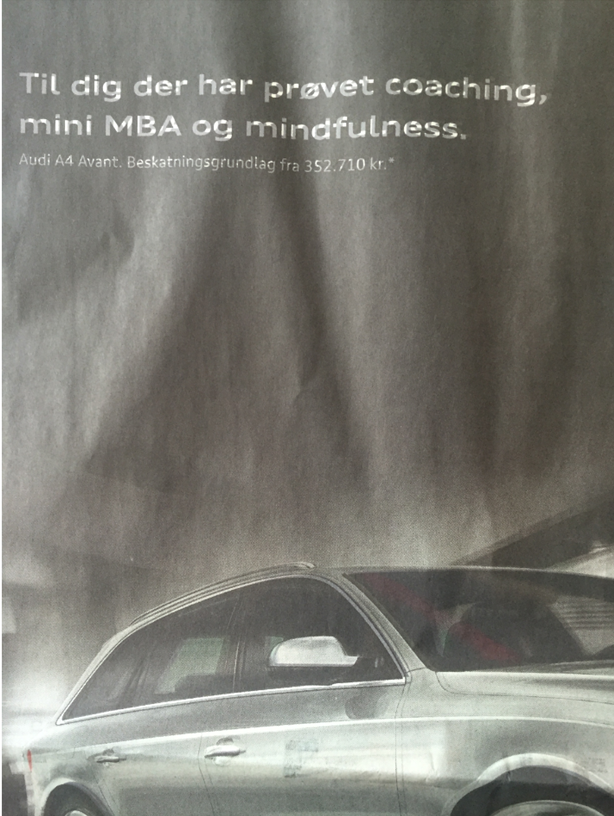 Til dig der har prøvet coaching,
mini MBA og mindfulness.
Audi A4 Avant. Beskatningsgrundlag fra 352.710 kr.*